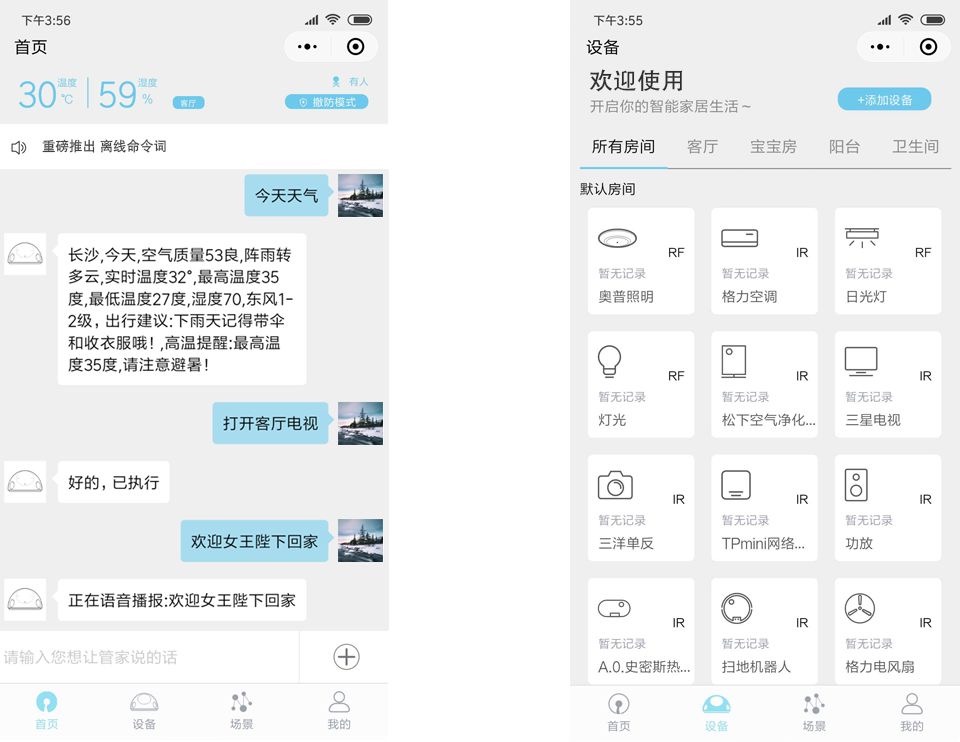 下午3:56
首页
30 温度 ℃ 59 湿度 % 客厅
有人
撤防模式
重磅推出 离线命令词
今天天气
长沙,今天,空气质量53良,阵雨转
多云,实时温度32°,最高温度35
度,最低温度27度,湿度70,东风1-
2级，出行建议:下雨天记得带伞
和收衣服哦！,高温提醒:最高温
度35度,请注意避暑！
打开客厅电视
好的，已执行
欢迎女王陛下回家
正在语音播报:欢迎女王陛下回家
请输入您想让管家说的话
首页 设备 场景 我的
下午3:55
设备
欢迎使用
开启你的智能家居生活～
+添加设备
所有房间 客厅 宝宝房 阳台 卫生间
默认房间
RF IR RF
暂无记录 暂无记录 暂无记录
奥普照明 格力空调 日光灯
RF IR IR
暂无记录 暂无记录 暂无记录
灯光 松下空气净化... 三星电视
IR IR IR
暂无记录 暂无记录 暂无记录
三洋单反 TPmini网络... 功放
IR IR IR
暂无记录 暂无记录 暂无记录
A.0.史密斯热... 扫地机器人 格力电风扇
首页 设备 场景 我的